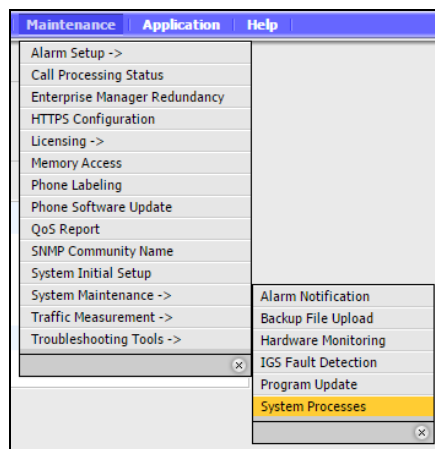 Maintenance Application Help
Alarm Setup ->
Call Processing Status
Enterprise Manager Redundancy
HTTPS Configuration
Licensing ->
Memory Access
Phone Labeling
Phone Software Update
QoS Report
SNMP Community Name
System Initial Setup
System Maintenance ->
Traffic Measurement ->
Troubleshooting Tools ->
Alarm Notification
Backup File Upload
Hardware Monitoring
IGS Fault Detection
Program Update
System Processes